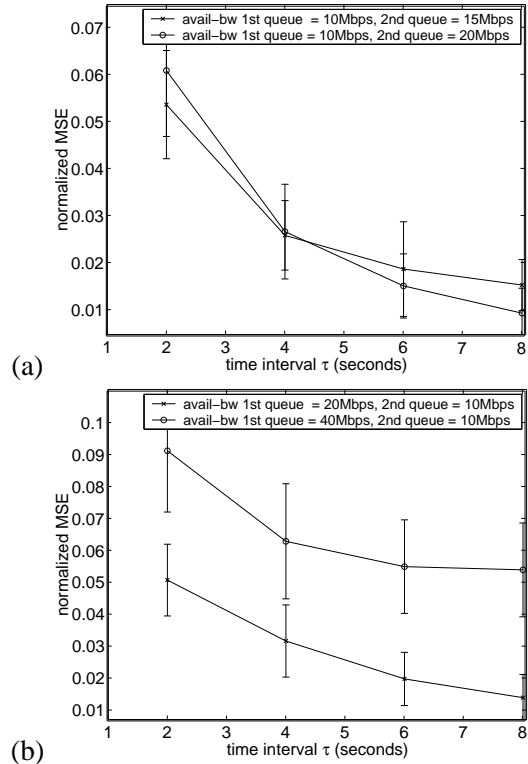 avail-bw 1st queue = 10Mbps, 2nd queue = 15Mbps
avail-bw 1st queue = 10Mbps, 2nd queue = 20Mbps
0.07
0.06
0.05
0.04
0.03
0.02
0.01
normalized MSE
1 2 3 4 5 6 7 8
time interval τ (seconds)
(a)
avail-bw 1st queue = 20Mbps, 2nd queue = 10Mbps
avail-bw 1st queue = 40Mbps, 2nd queue = 10Mbps
0.1
0.09
0.08
0.07
0.06
0.05
0.04
0.03
0.02
0.01
normalized MSE
1 2 3 4 5 6 7 8
time interval τ (seconds)
(b)